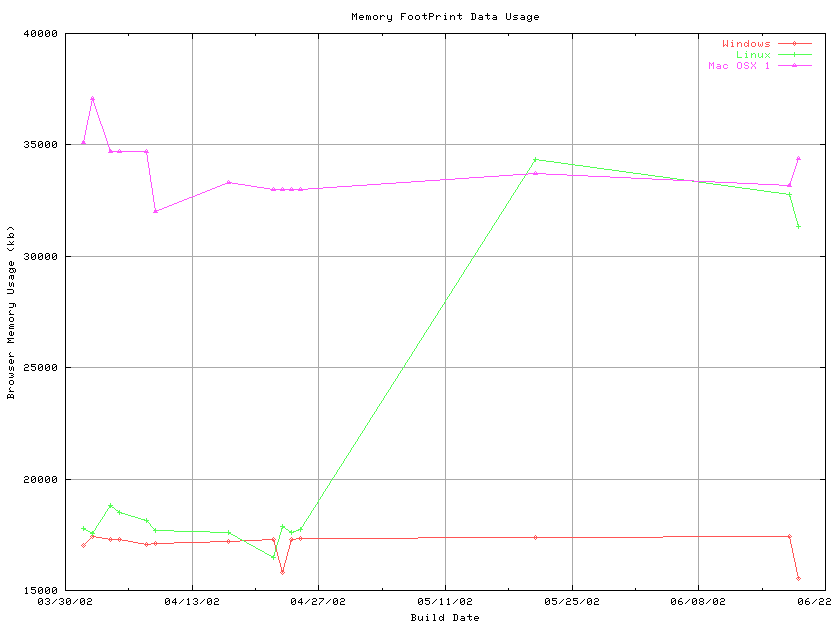 Memory FootPrint Data Usage
40000
Windows
Linux
Mac OSX 1
35000
30000
25000
20000
15000
Browser Memory Usage (kb)
03/30/02 04/13/02 04/27/02 05/11/02 05/25/02 06/08/02 06/22
Build Date